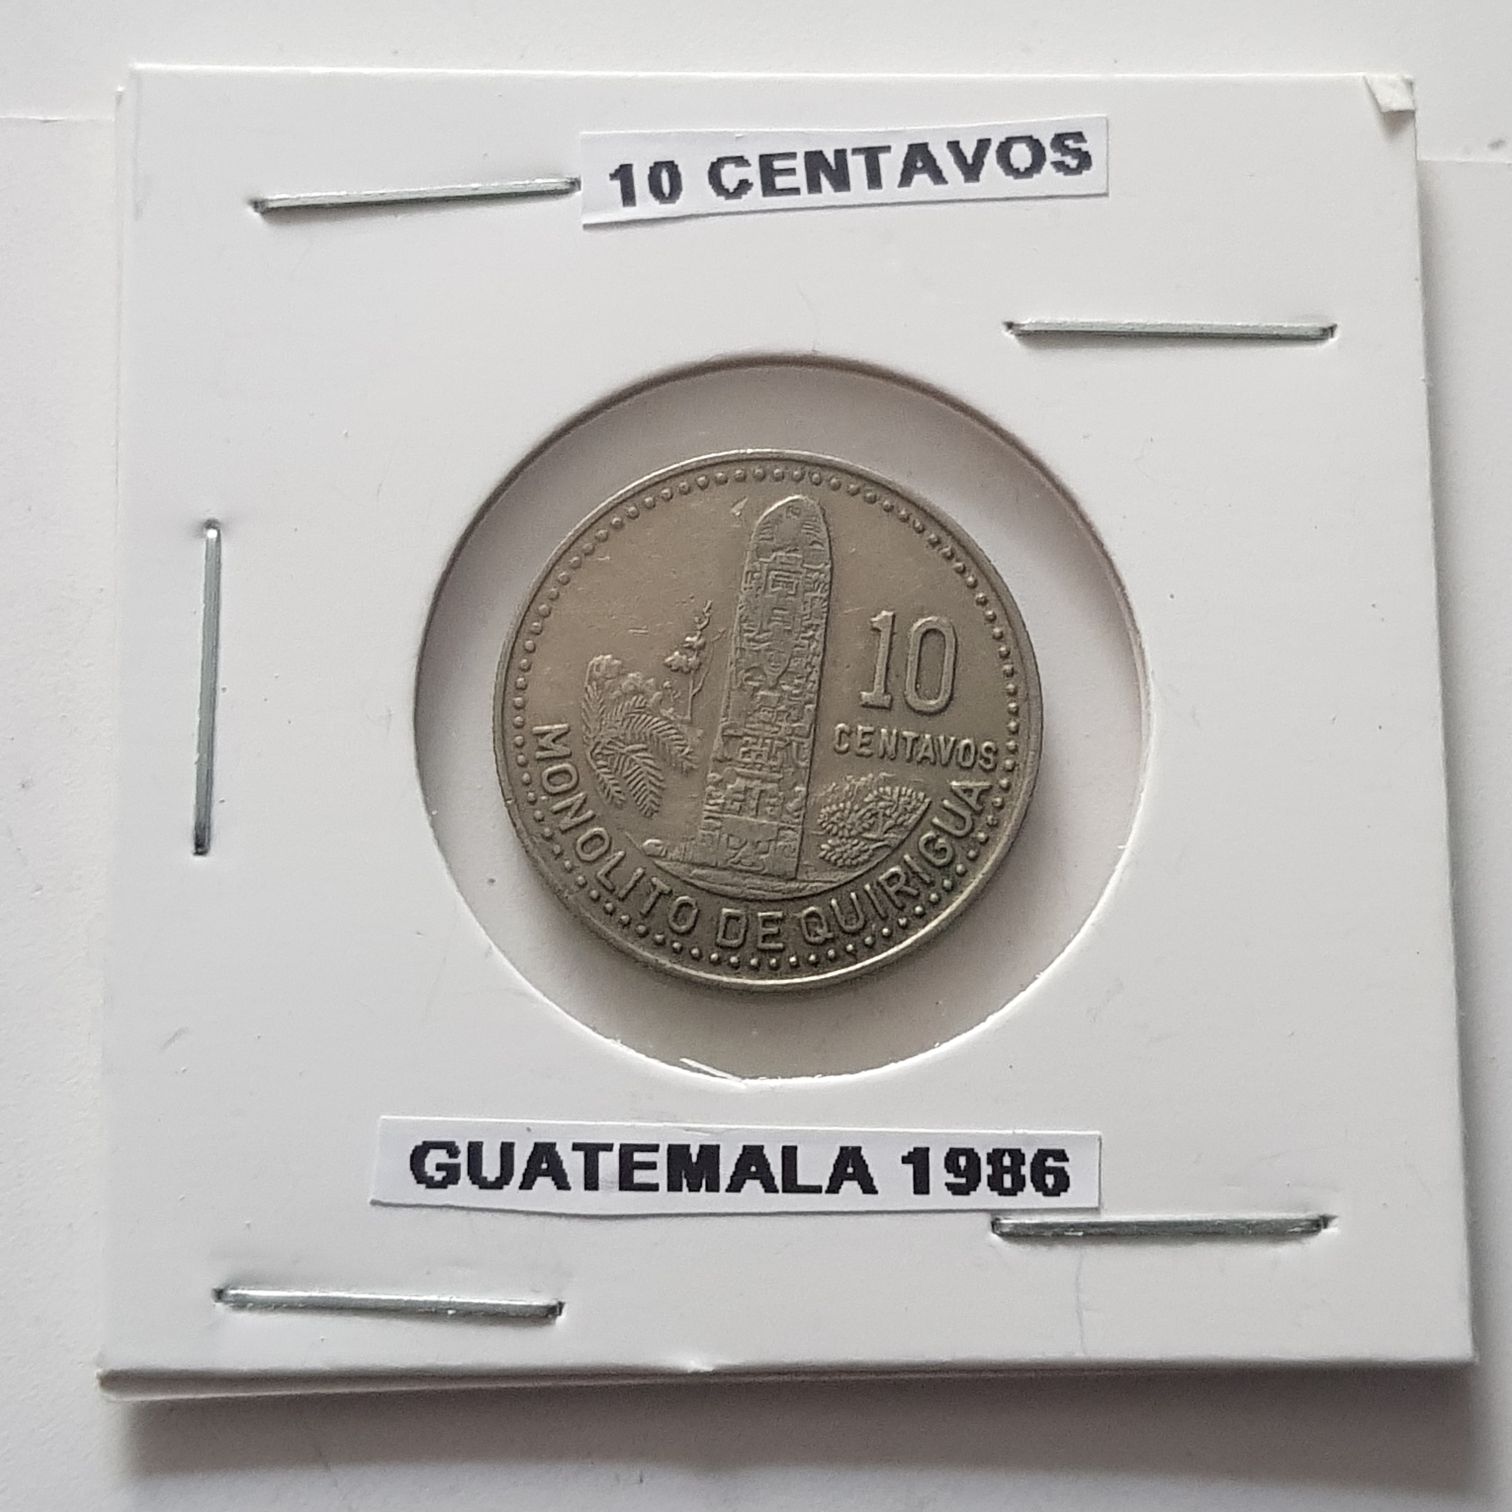 10 CENTAVOS
10
CENTAVOS
MONOLITO DE QUIRIGUA
GUATEMALA 1986